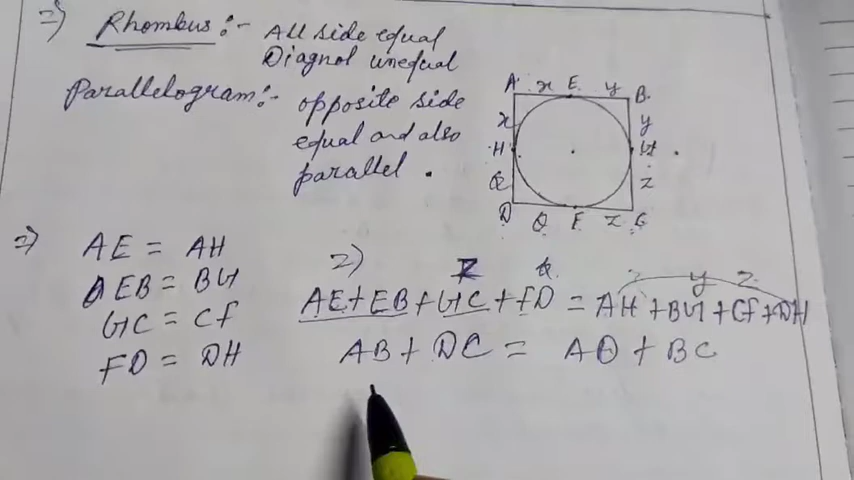 => Rhombus :- All side equal
Diagnol unequal
Parallelogram :- opposite side
equal and also
parallel .
A x E y B
x y
H G
Q z
D Q F z C
=> AE = AH
EB = BG
GC = Cf
FD = DH
=>
z
AE + EB + GC + fD = AH + BG + Cf + DH
y z
AB + DC = AD + BC